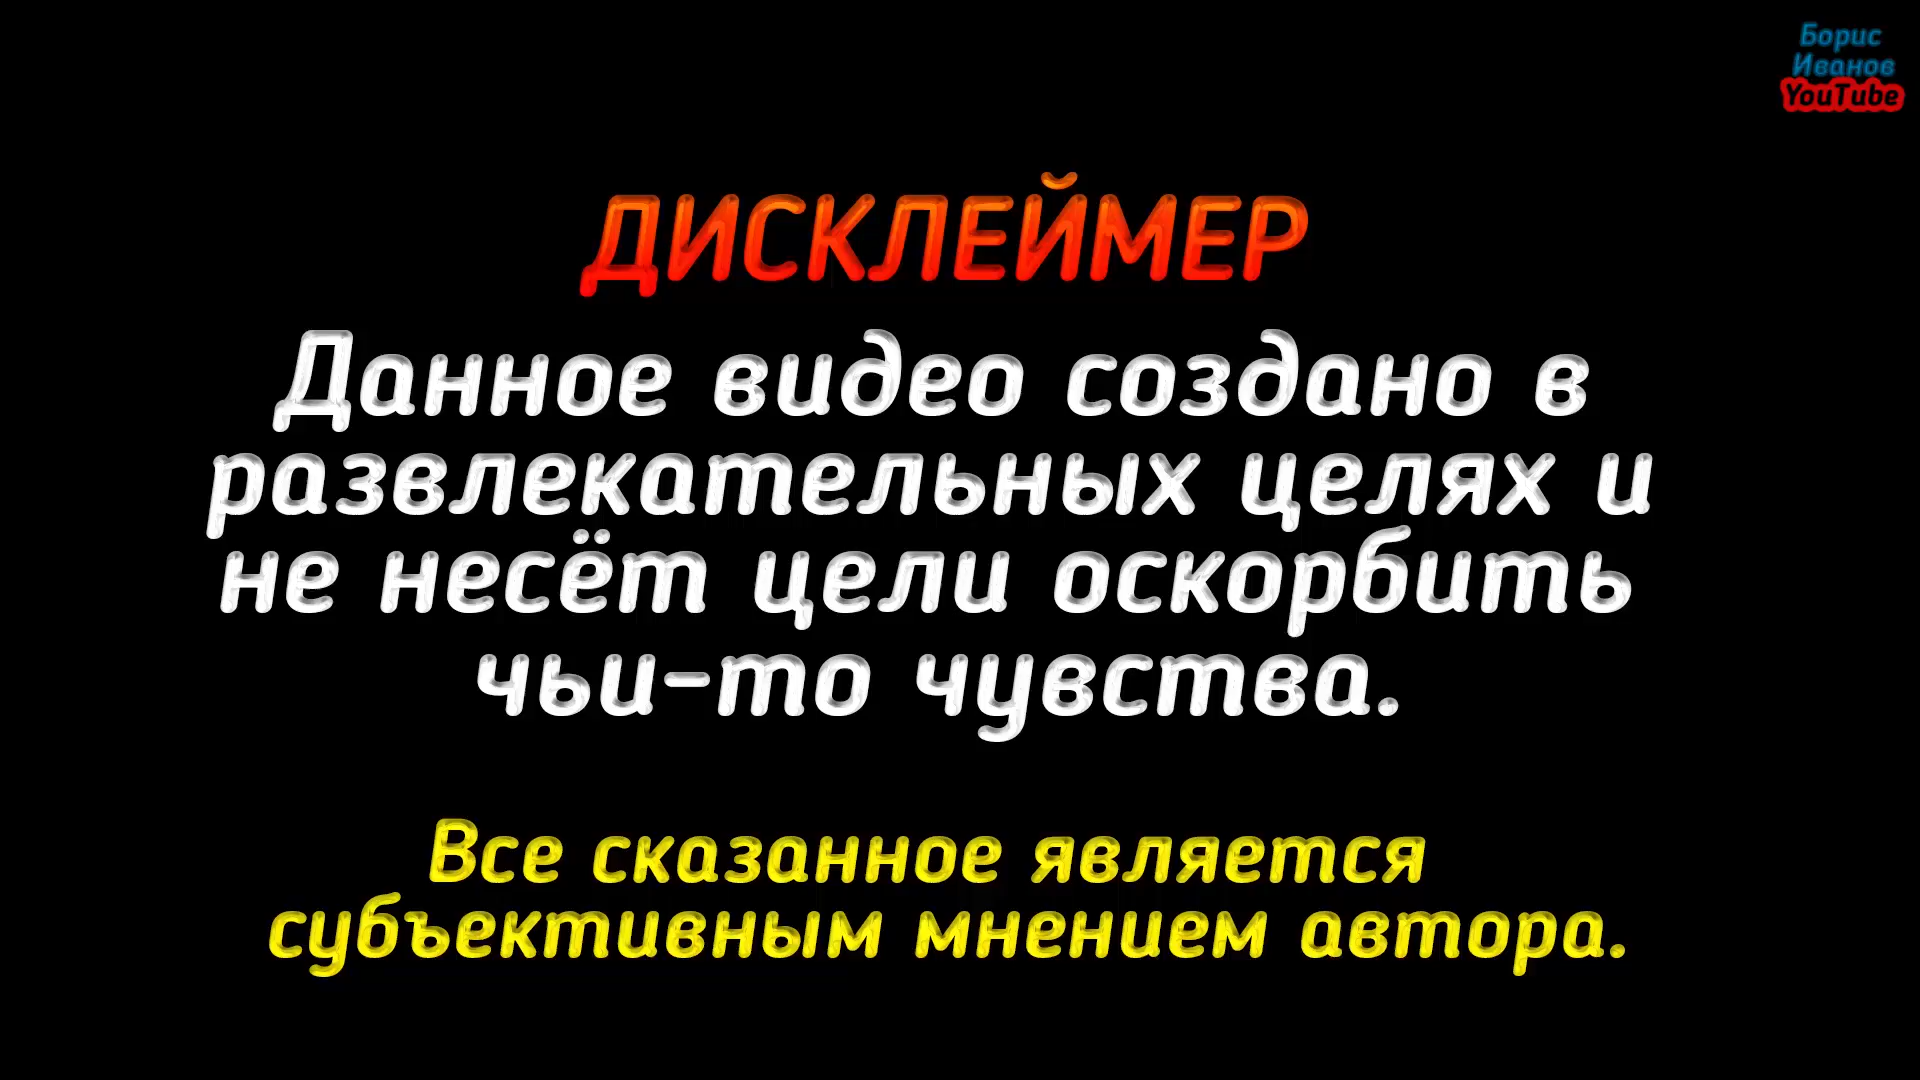 Борис
Иванов
YouTube
ДИСКЛЕЙМЕР
Данное видео создано в
развлекательных целях и
не несёт цели оскорбить
чьи-то чувства.
Все сказанное является
субъективным мнением автора.